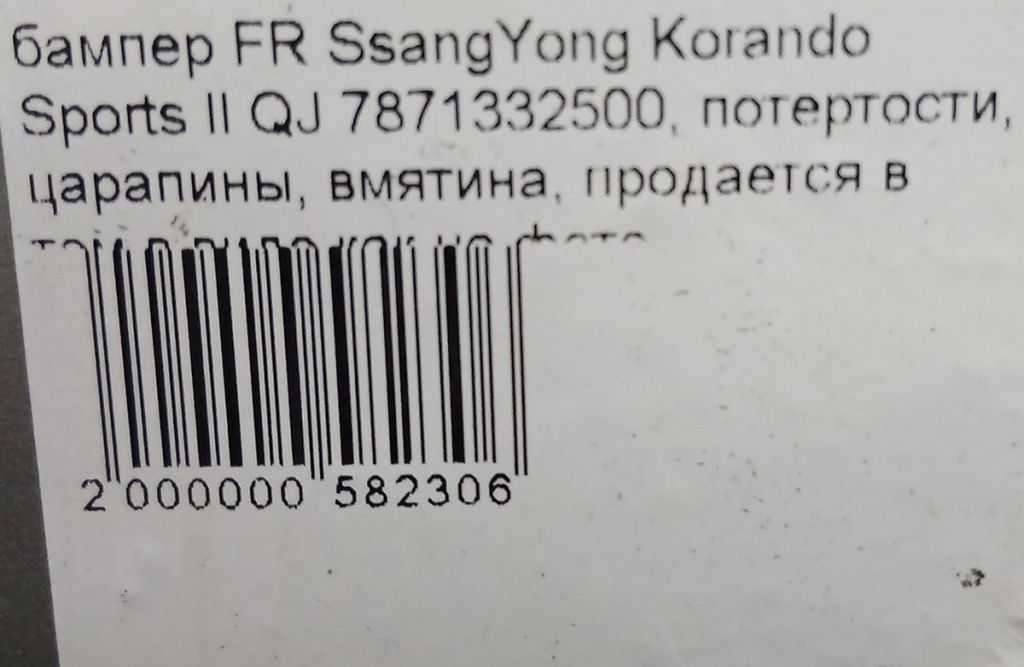 бампер FR SsangYong Korando
Sports II QJ 7871332500, потертости,
царапины, вмятина, продается в
2 000000 582306